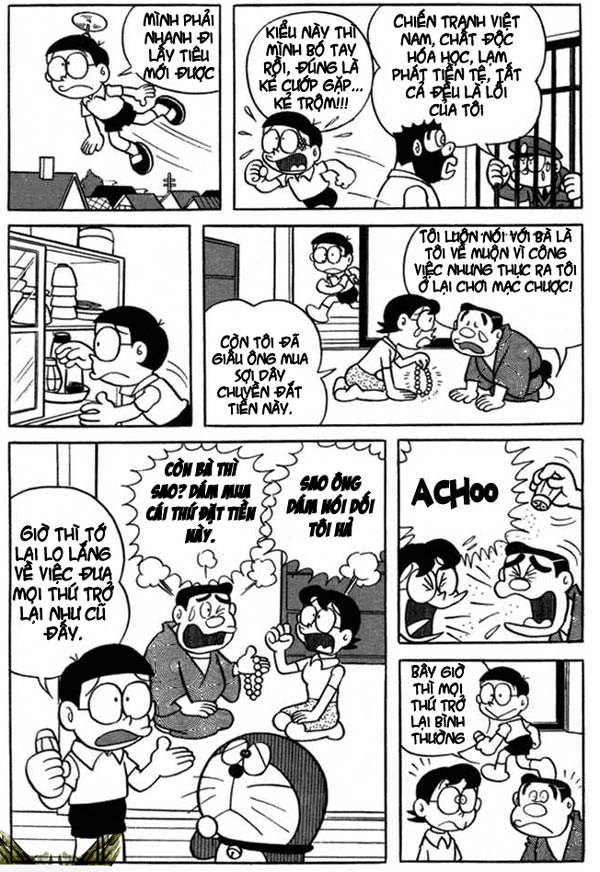 MÌNH PHẢI
NHANH ĐI
LẤY TIÊU
MỚI ĐƯỢC
KIỂU NÀY THÌ
MÌNH BÓ TAY
RỒI, ĐÚNG LÀ
KẺ CƯỚP GẶP...
KẺ TRỘM!!!
CHIẾN TRANH VIỆT
NAM, CHẤT ĐỘC
HÓA HỌC, LẠM
PHÁT TIỀN TỆ, TẤT
CẢ ĐỀU LÀ LỖI
CỦA TÔI
TÔI LUÔN NÓI VỚI BÀ LÀ
TÔI VỀ MUỘN VÌ CÔNG
VIỆC NHƯNG THỰC RA TÔI
Ở LẠI CHƠI MẠC CHƯỢC!
CÒN TÔI ĐÃ
GIẤU ÔNG MUA
SỢI DÂY
CHUYỀN ĐẮT
TIỀN NÀY.
GIỜ THÌ TỚ
LẠI LO LẮNG
VỀ VIỆC ĐƯA
MỌI THỨ TRỞ
LẠI NHƯ CŨ
ĐẤY.
CÒN BÀ THÌ
SAO? DÁM MUA
CÁI THỨ ĐẶT TIỀN
NÀY.
SAO ÔNG
DÁM NÓI DỐI
TÔI HẢ
ACHOO
BÂY GIỜ
THÌ MỌI
THỨ TRỞ
LẠI BÌNH
THƯỜNG